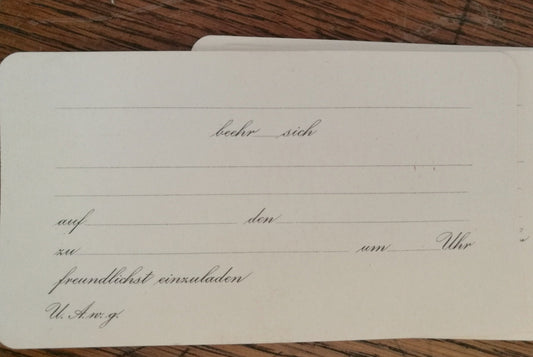 beehr sich
auf den
zu um Uhr
freundlichst einzuladen
U. A. w. g.